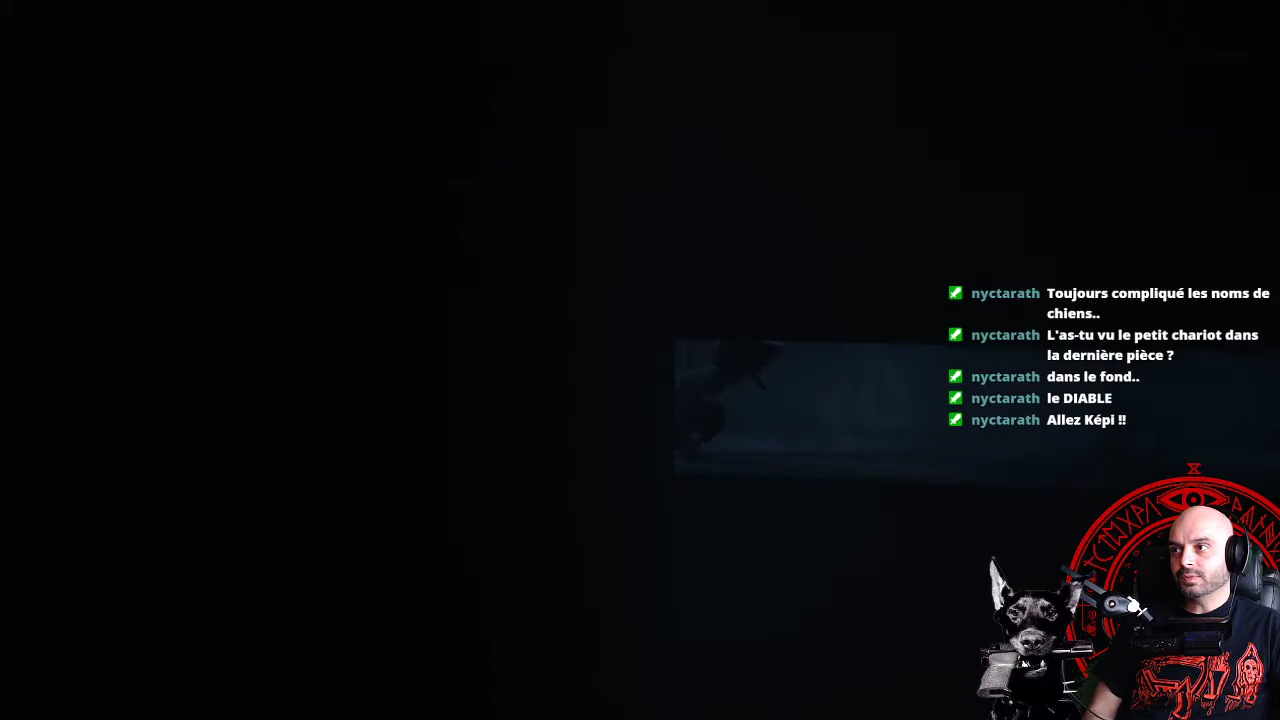 nyctarath Toujours compliqué les noms de
chiens..
nyctarath L'as-tu vu le petit chariot dans
la dernière pièce ?
nyctarath dans le fond..
nyctarath le DIABLE
nyctarath Allez Képi !!